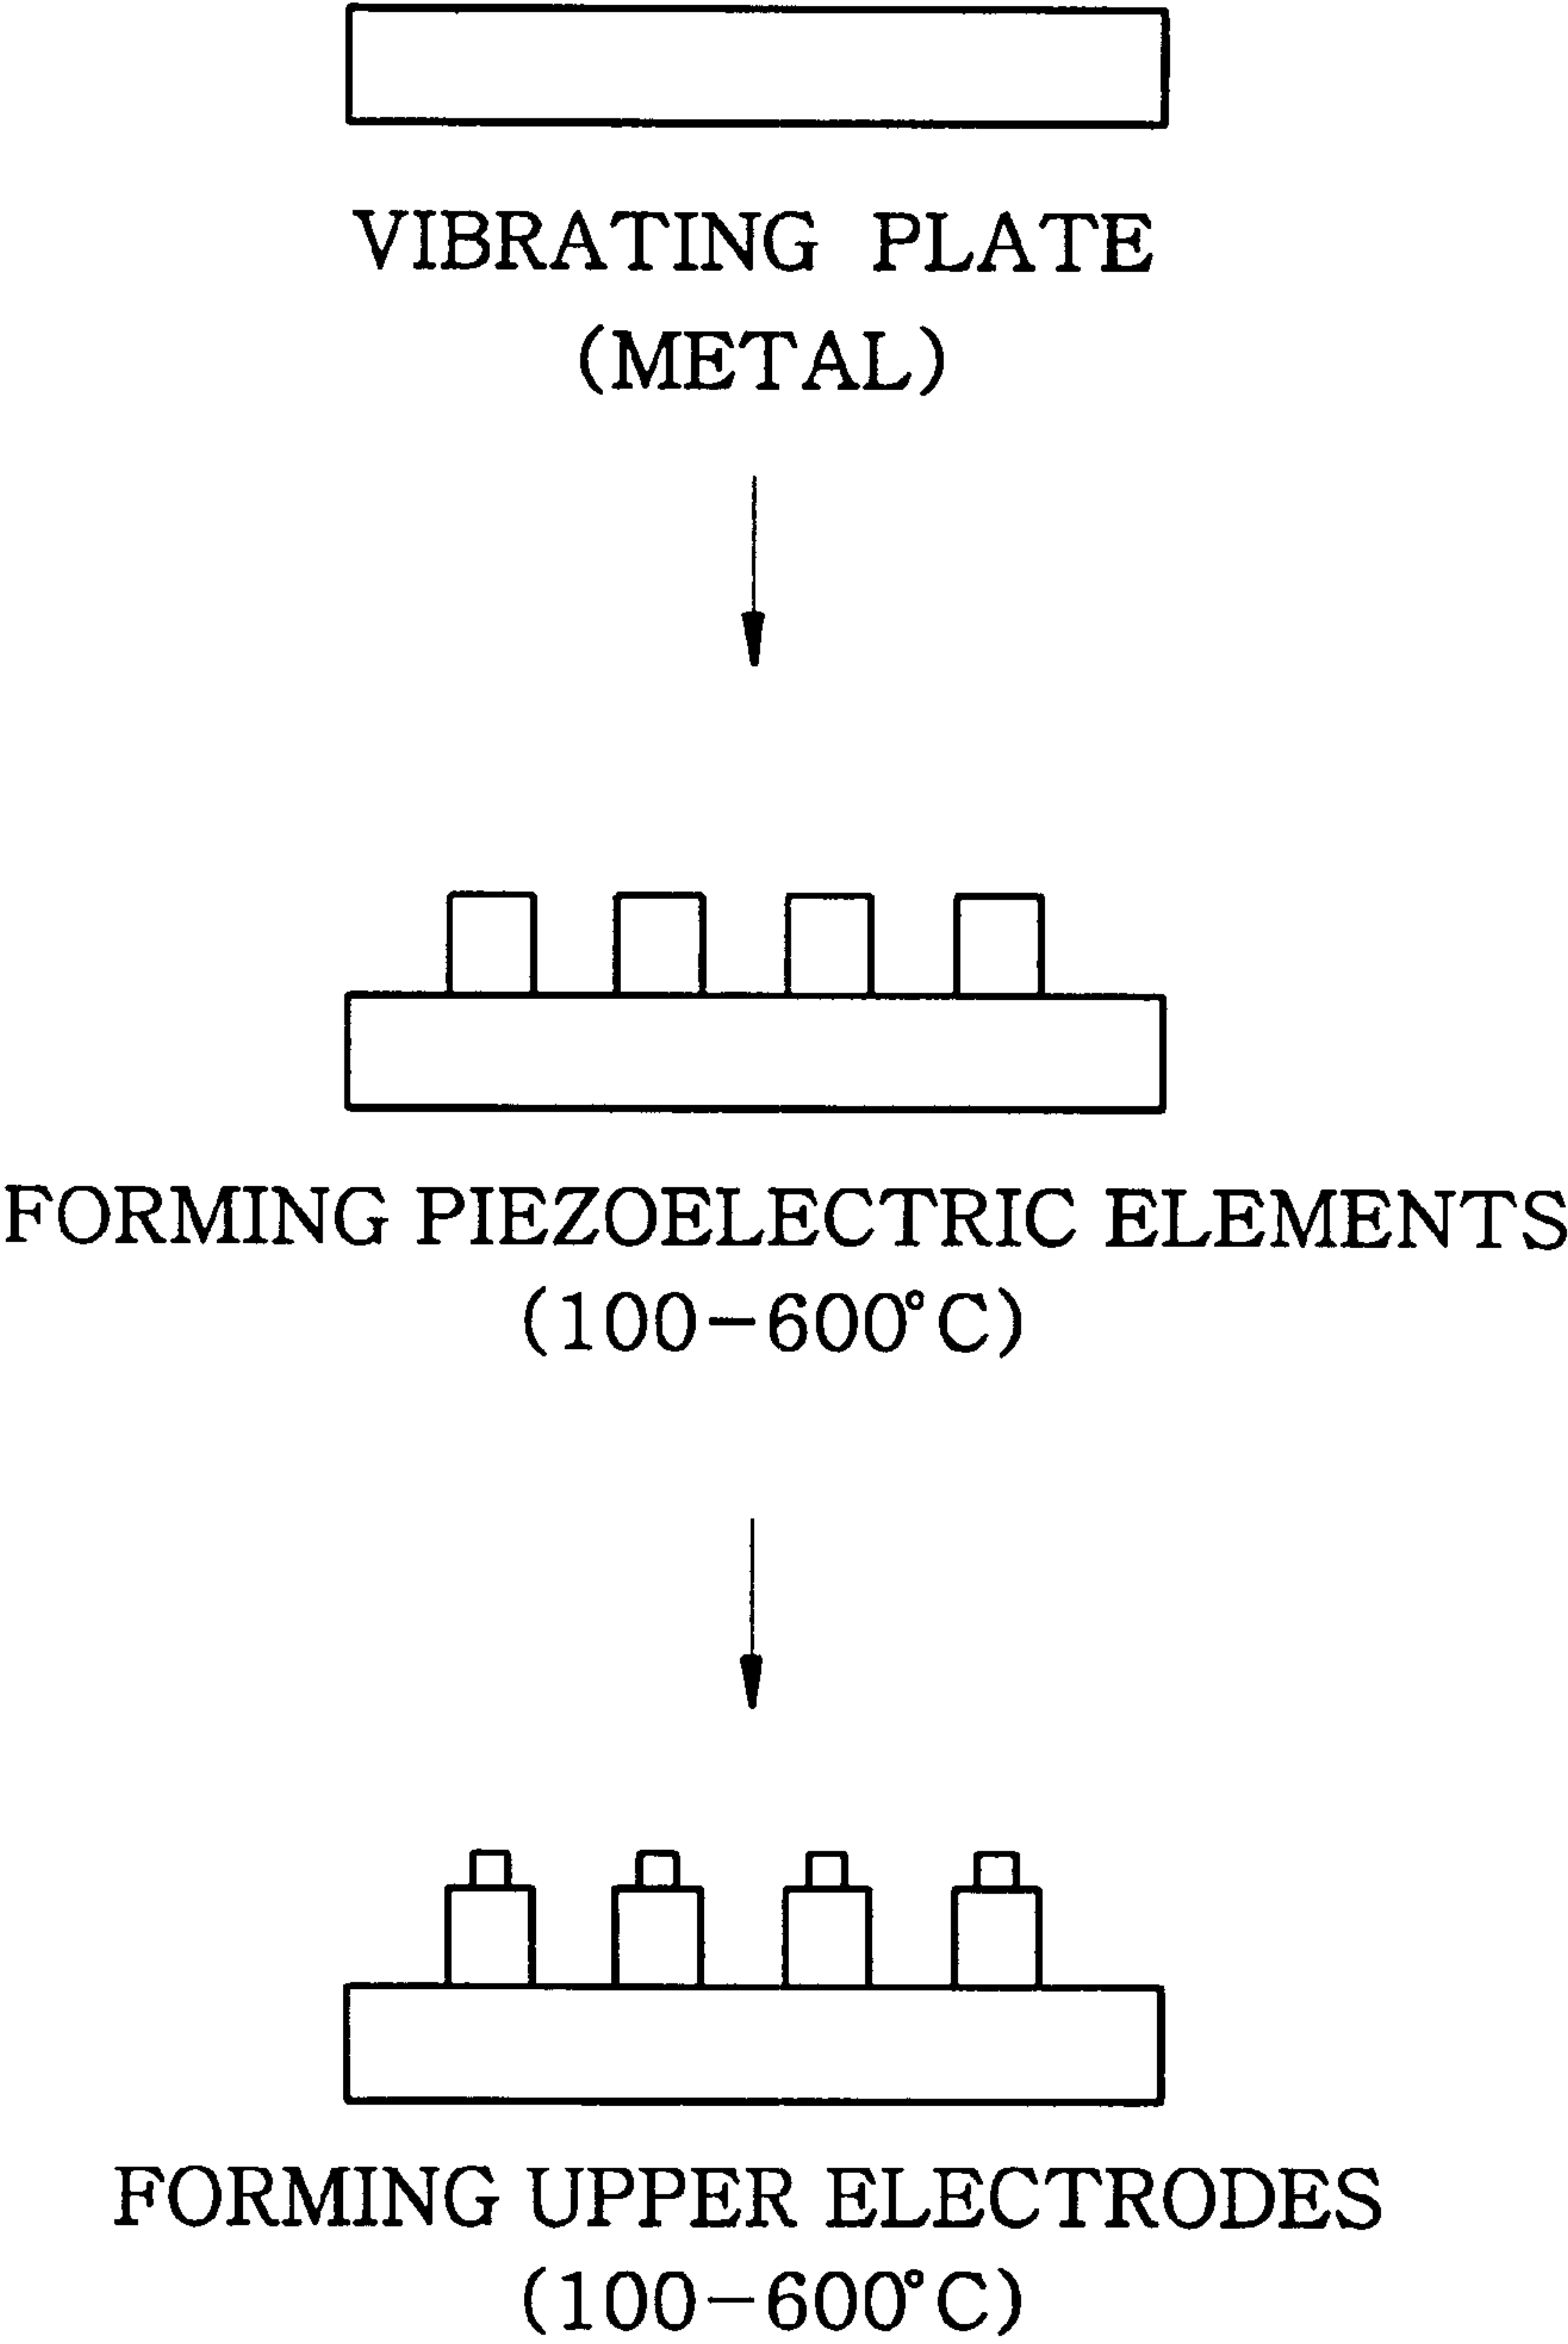 VIBRATING PLATE
(METAL)
FORMING PIEZOELECTRIC ELEMENTS
(100-600°C)
FORMING UPPER ELECTRODES
(100-600°C)